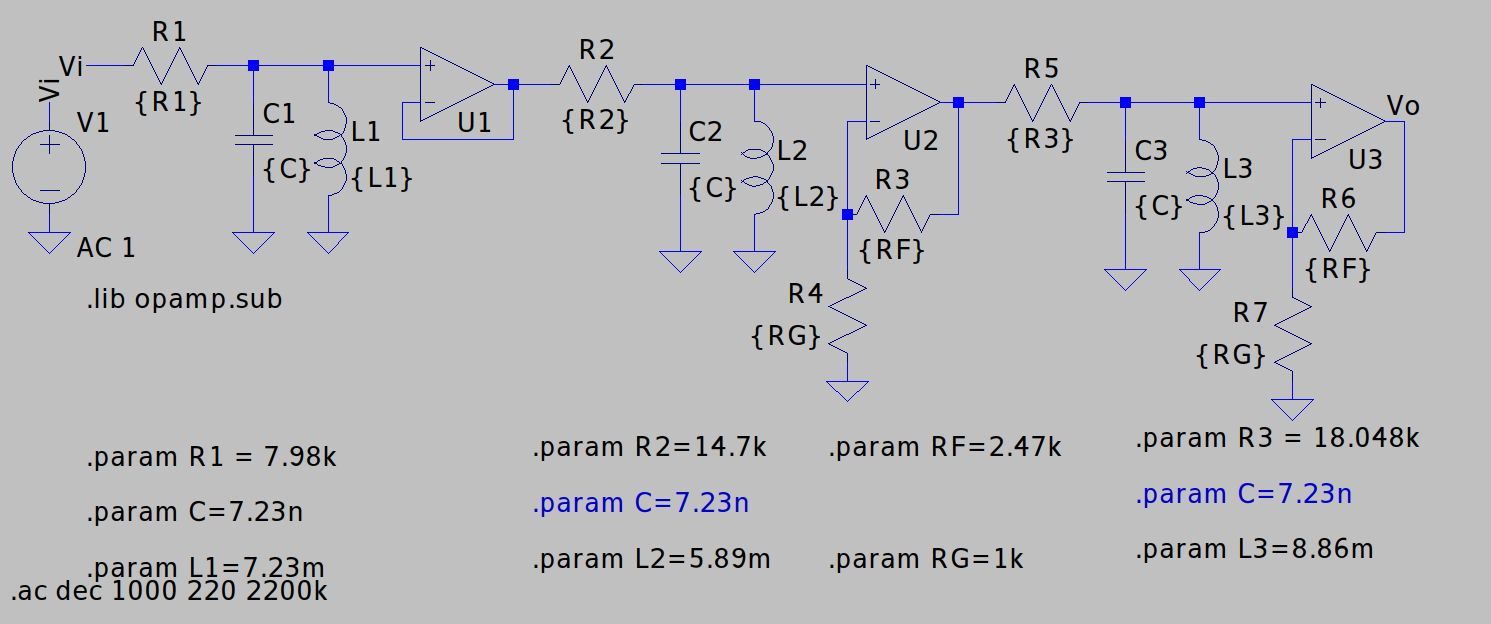 R1
Vi
Vi
{R1}
V1
C1
{C}
L1
{L1}
+
−
U1
+
−
AC 1
.lib opamp.sub
R2
{R2}
C2
{C}
L2
{L2}
+
−
U2
R3
{RF}
R4
{RG}
R5
{R3}
C3
{C}
L3
{L3}
+
−
Vo
U3
R6
{RF}
R7
{RG}
.param R1 = 7.98k
.param C=7.23n
.param L1=7.23m
.ac dec 1000 220 2200k
.param R2=14.7k
.param C=7.23n
.param L2=5.89m
.param RF=2.47k
.param RG=1k
.param R3 = 18.048k
.param C=7.23n
.param L3=8.86m